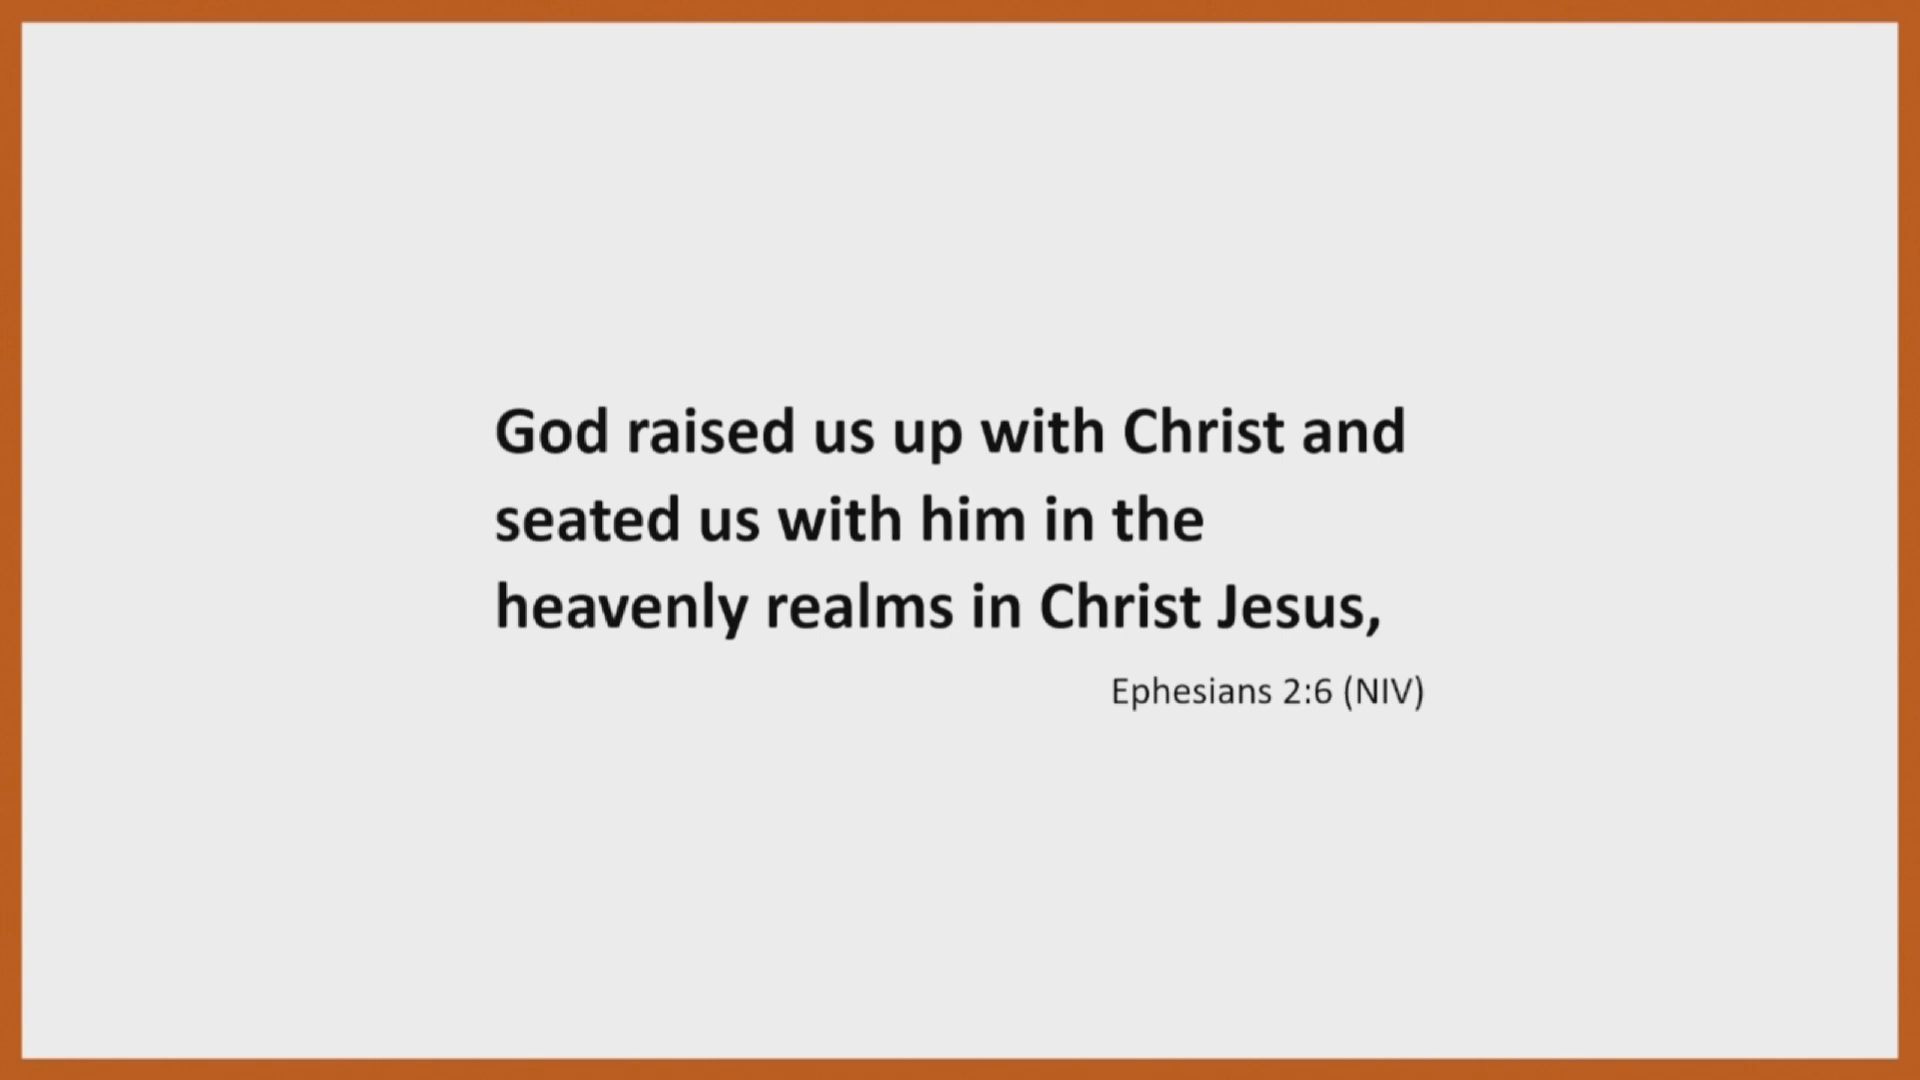 God raised us up with Christ and
seated us with him in the
heavenly realms in Christ Jesus,
Ephesians 2:6 (NIV)